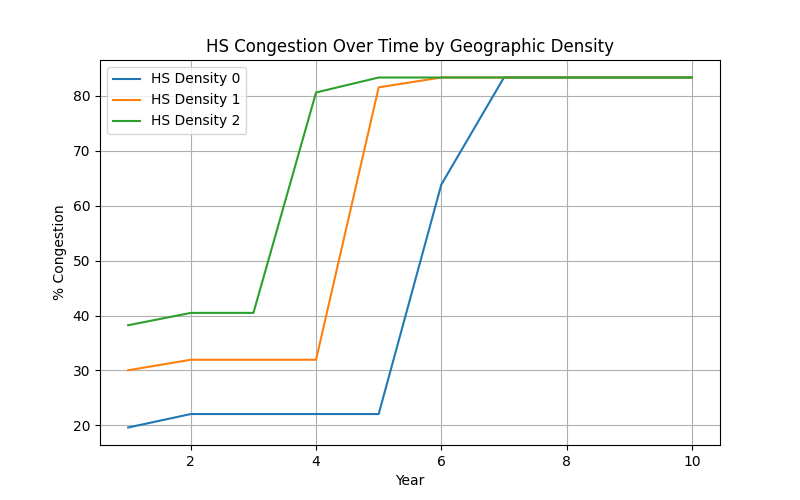 HS Congestion Over Time by Geographic Density
HS Density 0
HS Density 1
HS Density 2
% Congestion
80
70
60
50
40
30
20
2 4 6 8 10
Year